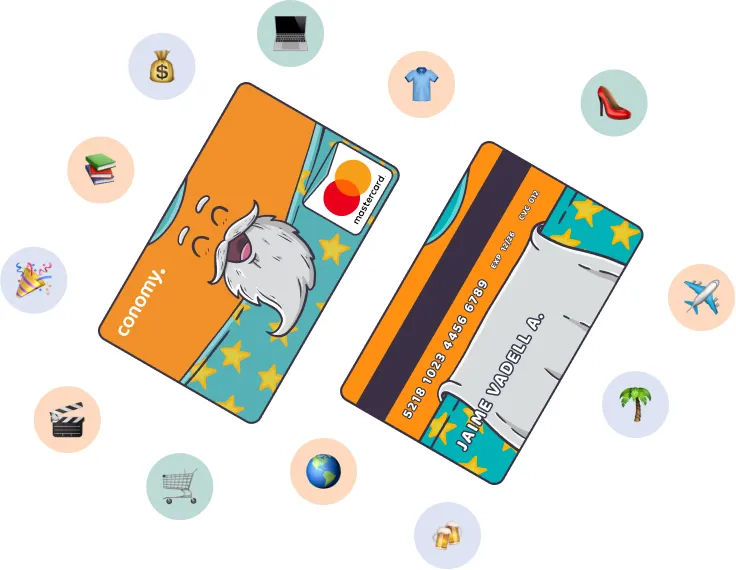 conomy.
mastercard.
5218 1023 4456 6789
EXP 12/26
CVC 012
JAIME VADELL A.
$